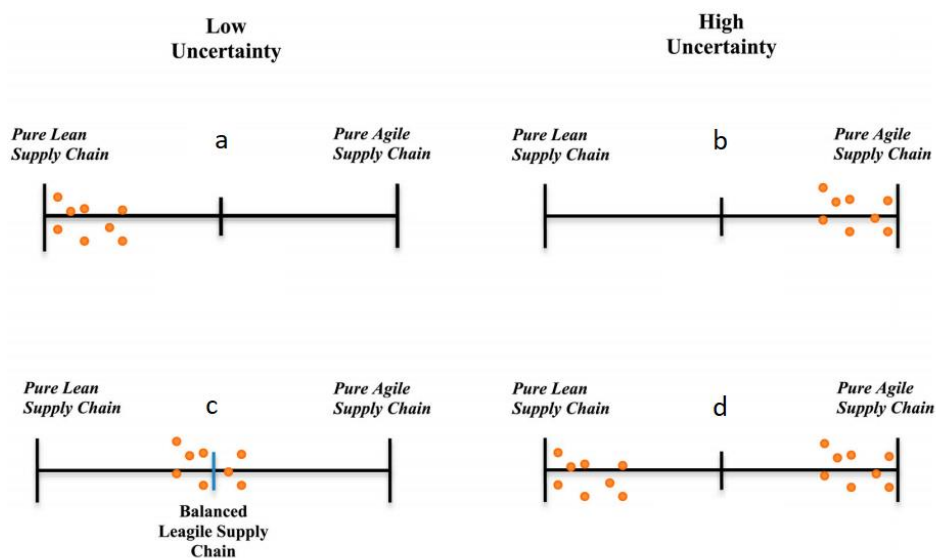 Low
Uncertainty
High
Uncertainty
Pure Lean
Supply Chain
a
Pure Agile
Supply Chain
Pure Lean
Supply Chain
b
Pure Agile
Supply Chain
Pure Lean
Supply Chain
c
Pure Agile
Supply Chain
Balanced
Leagile Supply
Chain
Pure Lean
Supply Chain
d
Pure Agile
Supply Chain